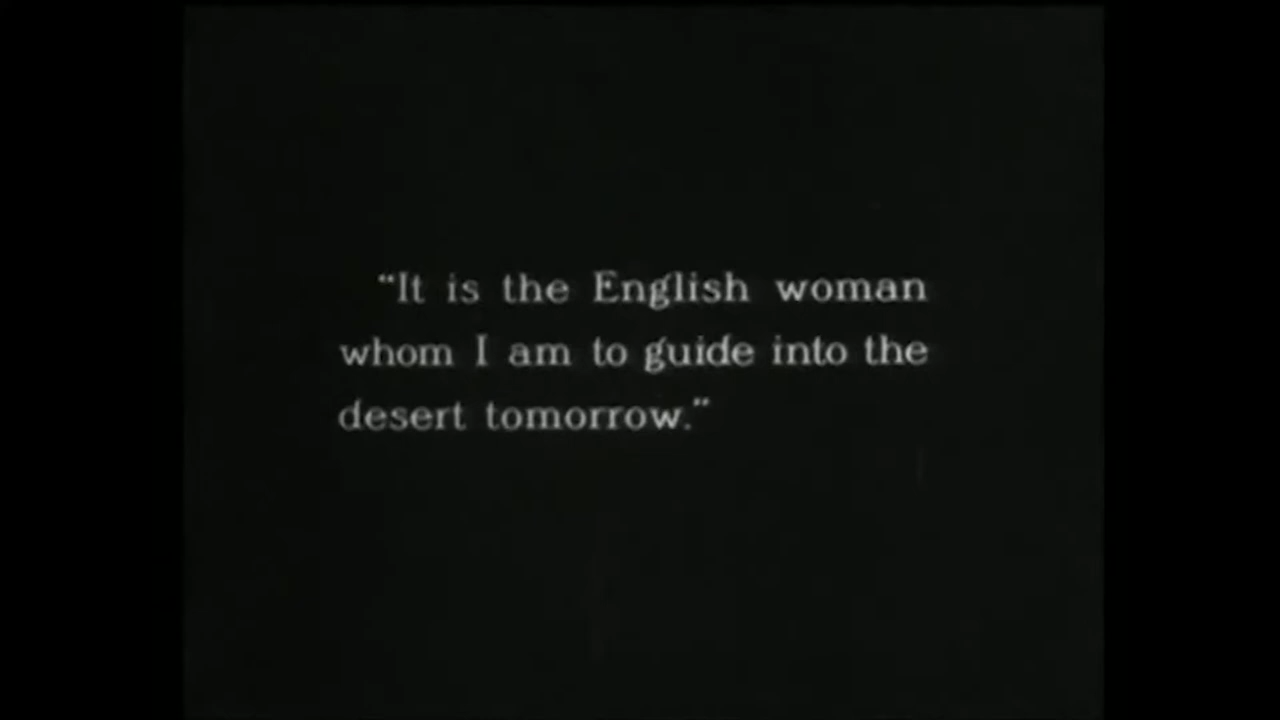 “It is the English woman
whom I am to guide into the
desert tomorrow.”